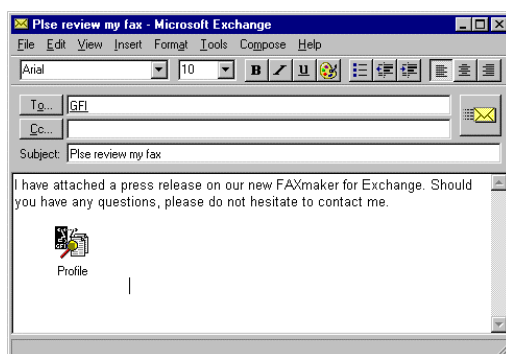 Plse review my fax - Microsoft Exchange
File Edit View Insert Format Tools Compose Help
Arial 10 B I U
To... GFI
Cc...
Subject: Plse review my fax
I have attached a press release on our new FAXmaker for Exchange. Should
you have any questions, please do not hesitate to contact me.
GFI
Profile